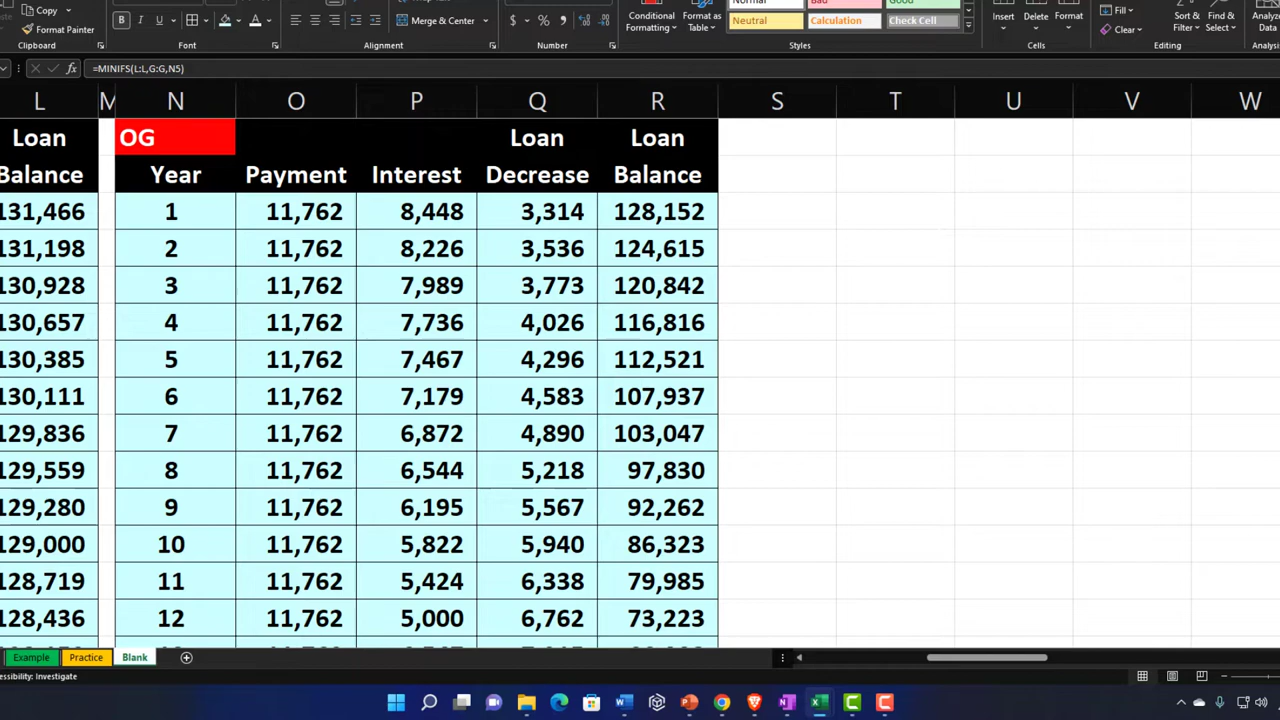 Copy
Format Painter
B I U
Merge & Center
$ % ,
Conditional
Formatting
Format as
Table
Neutral
Calculation
Check Cell
Insert
Delete
Format
Fill
Clear
Sort &
Filter
Find &
Select
Analyze
Data
Clipboard
Font
Alignment
Number
Styles
Cells
Editing
fx =MINIFS(L:L,G:G,N5)
L M N O P Q R S T U V W
Loan OG Loan Loan
Balance Year Payment Interest Decrease Balance
131,466 1 11,762 8,448 3,314 128,152
131,198 2 11,762 8,226 3,536 124,615
130,928 3 11,762 7,989 3,773 120,842
130,657 4 11,762 7,736 4,026 116,816
130,385 5 11,762 7,467 4,296 112,521
130,111 6 11,762 7,179 4,583 107,937
129,836 7 11,762 6,872 4,890 103,047
129,559 8 11,762 6,544 5,218 97,830
129,280 9 11,762 6,195 5,567 92,262
129,000 10 11,762 5,822 5,940 86,323
128,719 11 11,762 5,424 6,338 79,985
128,436 12 11,762 5,000 6,762 73,223
Example Practice Blank
ccessibility: Investigate